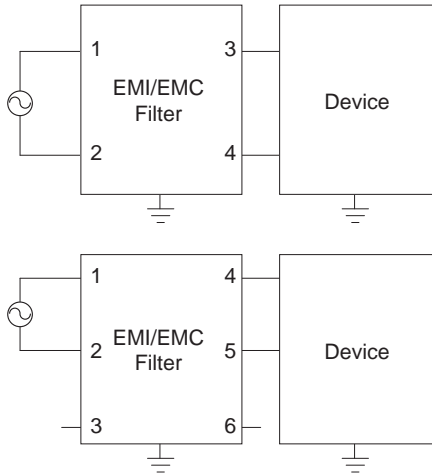 1 3
EMI/EMC
Filter
Device
2 4
1 4
EMI/EMC
Filter
Device
2 5
3 6